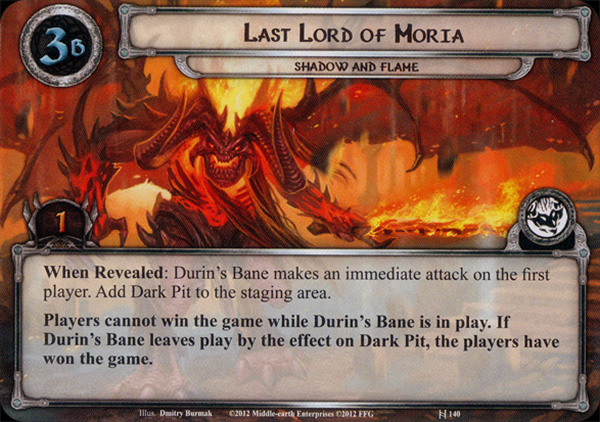 3B
LAST LORD OF MORIA
SHADOW AND FLAME
1
When Revealed: Durin's Bane makes an immediate attack on the first
player. Add Dark Pit to the staging area.
Players cannot win the game while Durin's Bane is in play. If
Durin's Bane leaves play by the effect on Dark Pit, the players have
won the game.
Illus. Dmitry Burmak ©2012 Middle-earth Enterprises ©2012 FFG 140